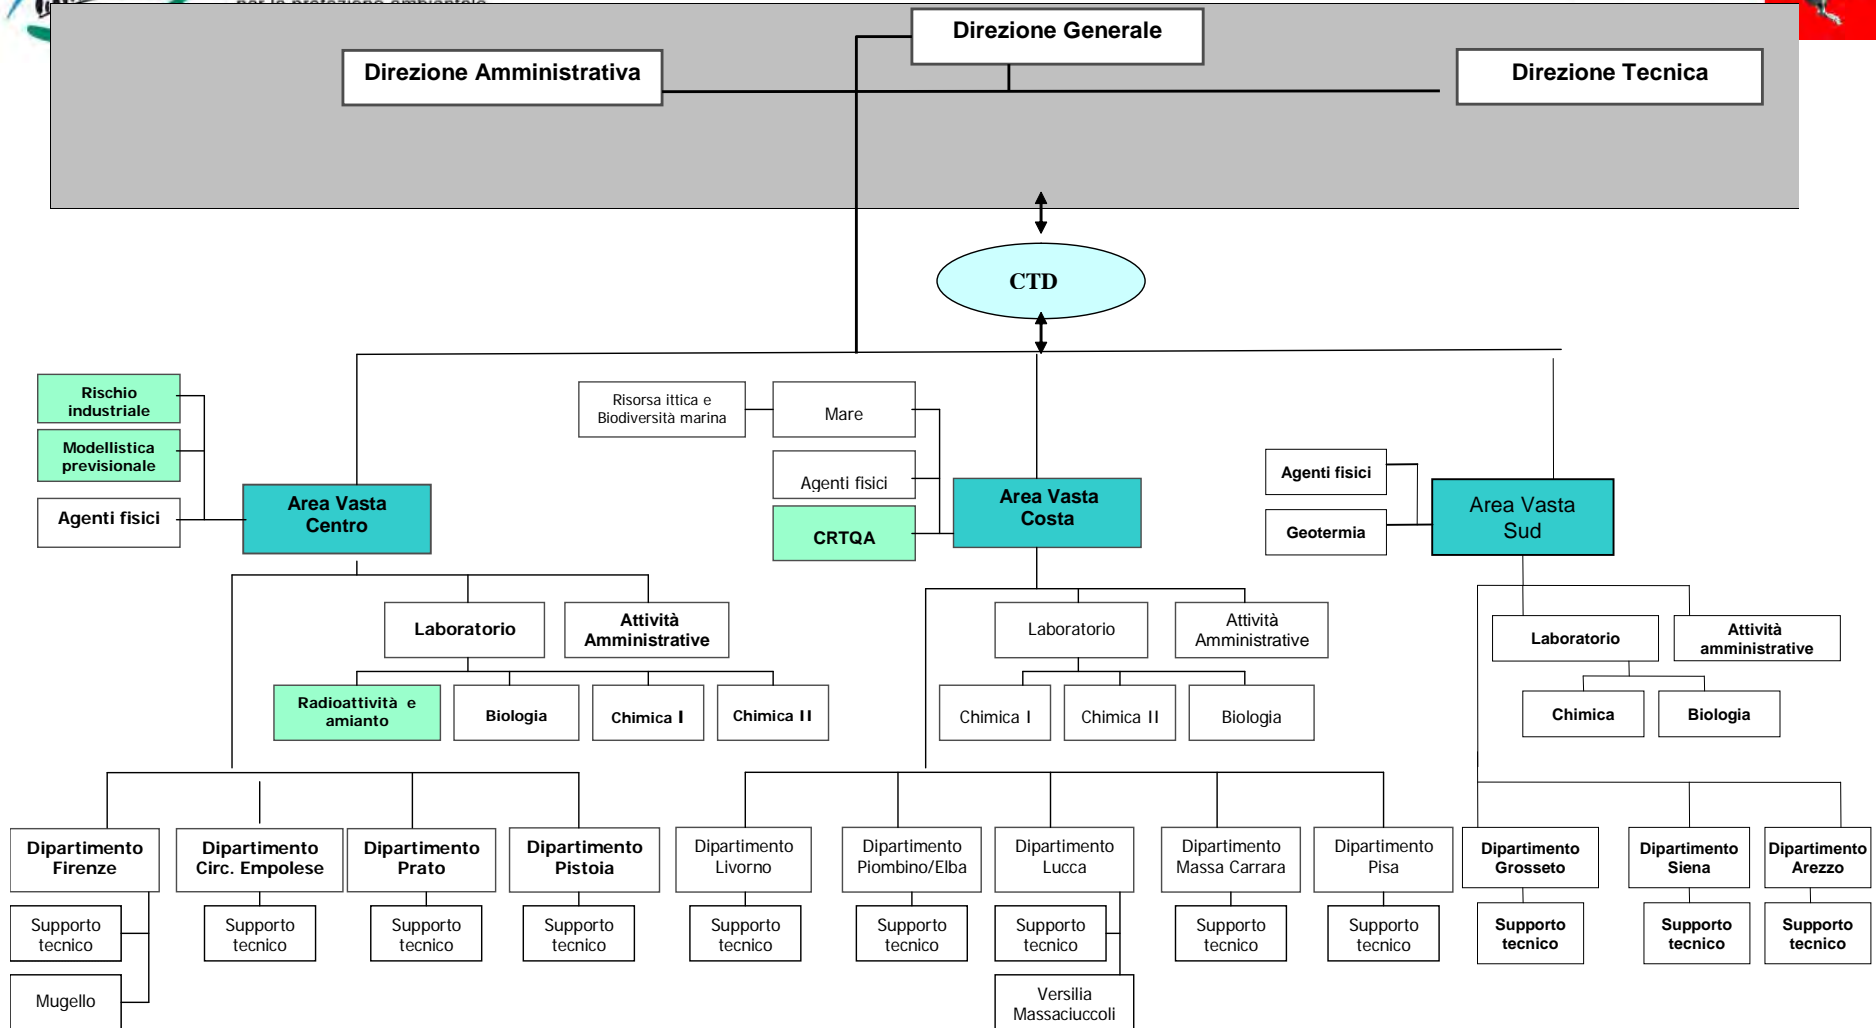 per la protezione ambientale
Direzione Generale
Direzione Amministrativa
Direzione Tecnica
CTD
Rischio
industriale
Modellistica
previsionale
Agenti fisici
Area Vasta
Centro
Risorsa ittica e
Biodiversità marina
Mare
Agenti fisici
CRTQA
Area Vasta
Costa
Agenti fisici
Geotermia
Area Vasta
Sud
Laboratorio
Attività
Amministrative
Radioattività e
amianto
Biologia
Chimica I
Chimica II
Laboratorio
Attività
Amministrative
Chimica I
Chimica II
Biologia
Laboratorio
Attività
amministrative
Chimica
Biologia
Dipartimento
Firenze
Dipartimento
Circ. Empolese
Dipartimento
Prato
Dipartimento
Pistoia
Dipartimento
Livorno
Dipartimento
Piombino/Elba
Dipartimento
Lucca
Dipartimento
Massa Carrara
Dipartimento
Pisa
Dipartimento
Grosseto
Dipartimento
Siena
Dipartimento
Arezzo
Supporto
tecnico
Supporto
tecnico
Supporto
tecnico
Supporto
tecnico
Supporto
tecnico
Supporto
tecnico
Supporto
tecnico
Supporto
tecnico
Supporto
tecnico
Supporto
tecnico
Supporto
tecnico
Supporto
tecnico
Mugello
Versilia
Massaciuccoli